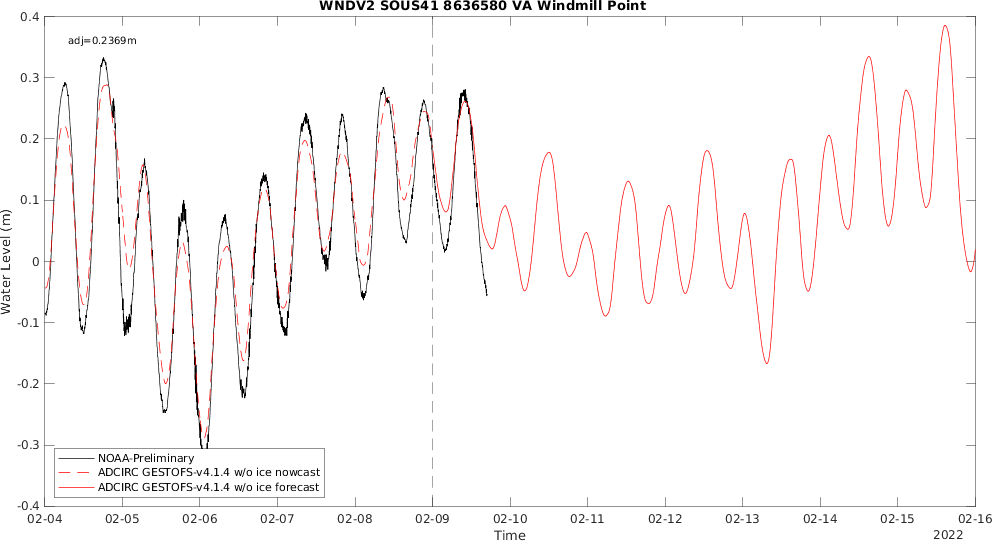 WNDV2 SOUS41 8636580 VA Windmill Point
adj=0.2369m
0.4
0.3
0.2
0.1
0
-0.1
-0.2
-0.3
-0.4
Water Level (m)
NOAA-Preliminary
ADCIRC GESTOFS-v4.1.4 w/o ice nowcast
ADCIRC GESTOFS-v4.1.4 w/o ice forecast
02-04 02-05 02-06 02-07 02-08 02-09 02-10 02-11 02-12 02-13 02-14 02-15 02-16
Time
2022